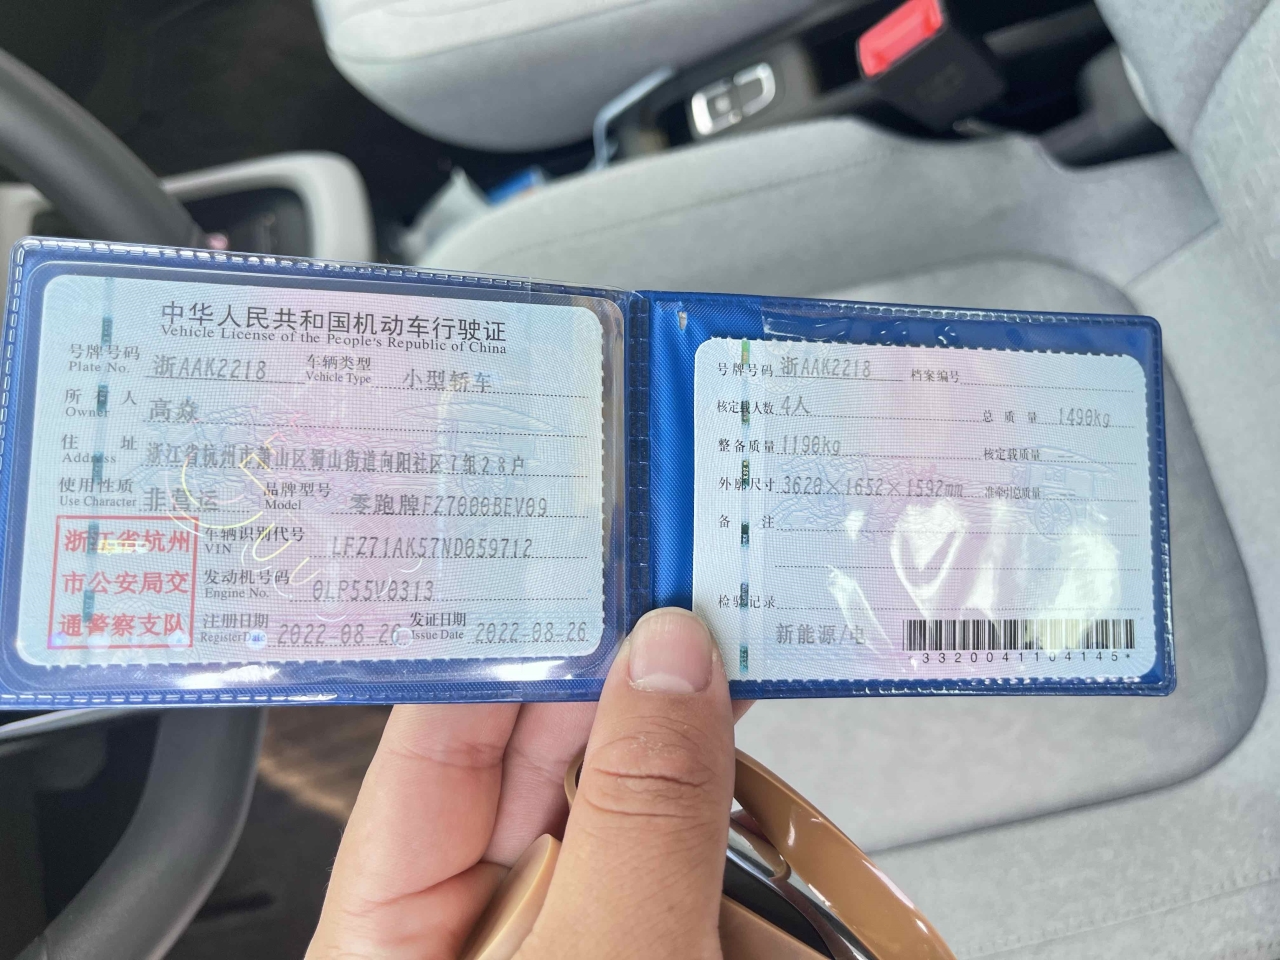 中华人民共和国机动车行驶证
Vehicle License of the People's Republic of China
号牌号码 浙AAK2218 车辆类型 小型轿车
Plate No. Vehicle Type
所有人 高焱
Owner
住址 浙江省杭州市萧山区蜀山街道向阳社区7组28户
Address
使用性质 非营运 品牌型号 零跑牌FZ7000BEV09
Use Character Model
浙江省杭州
市公安局交
通警察支队
车辆识别代号 LFZ71AK57ND059712
VIN
发动机号码 0LP55V0313
Engine No.
注册日期 2022-08-26 发证日期 2022-08-26
Register Date Issue Date
号牌号码 浙AAK2218 档案编号
核定载人数 4人 总质量 1490kg
整备质量 1190kg 核定载质量 --
外廓尺寸 3620×1652×1592mm 准牵引总质量 --
备注
检验记录
新能源/电
*3320041104145*